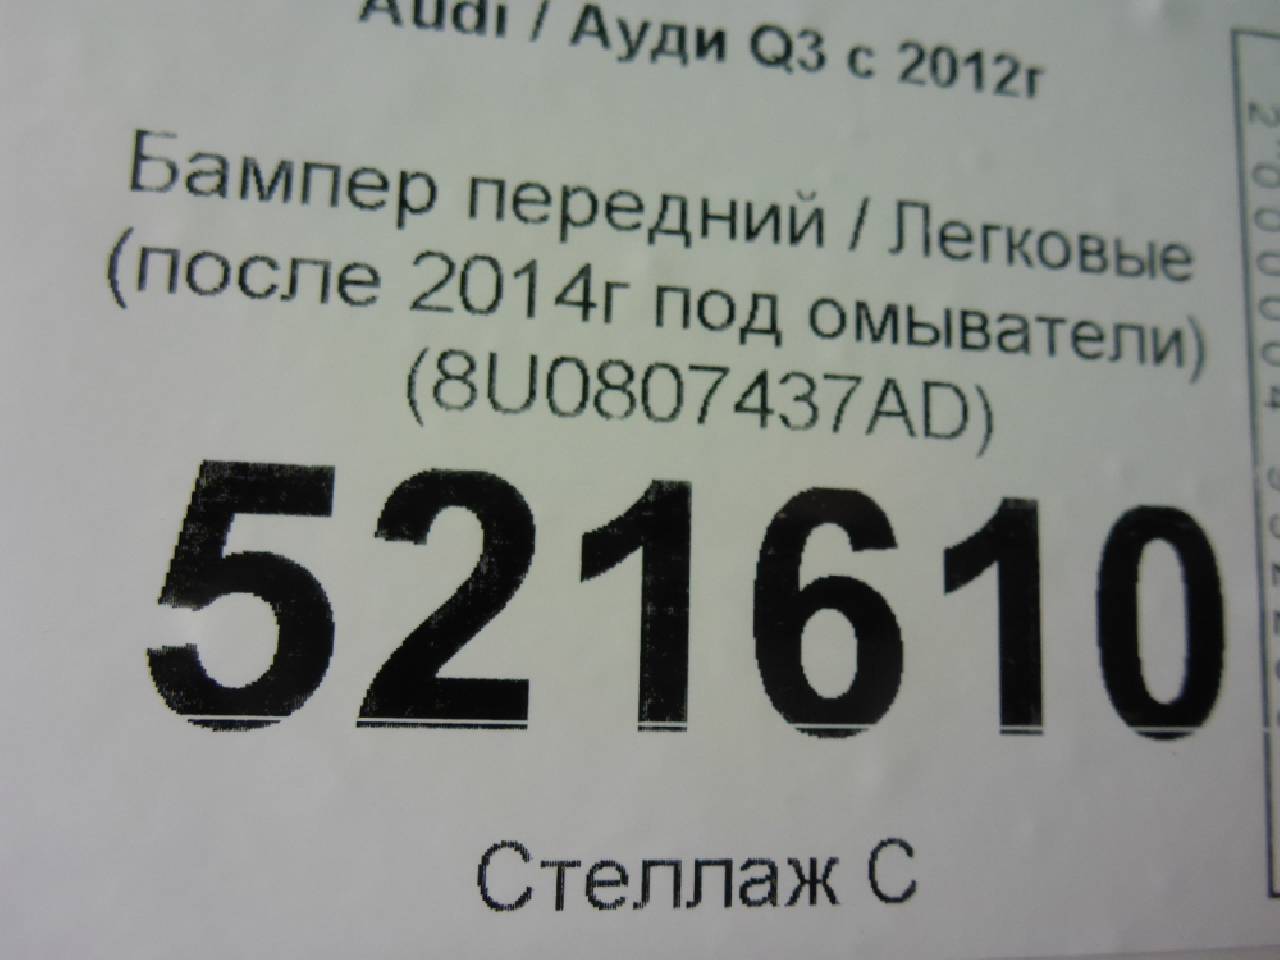 Audi / Ауди Q3 с 2012г
Бампер передний / Легковые
(после 2014г под омыватели)
(8U0807437AD)
521610
Стеллаж С